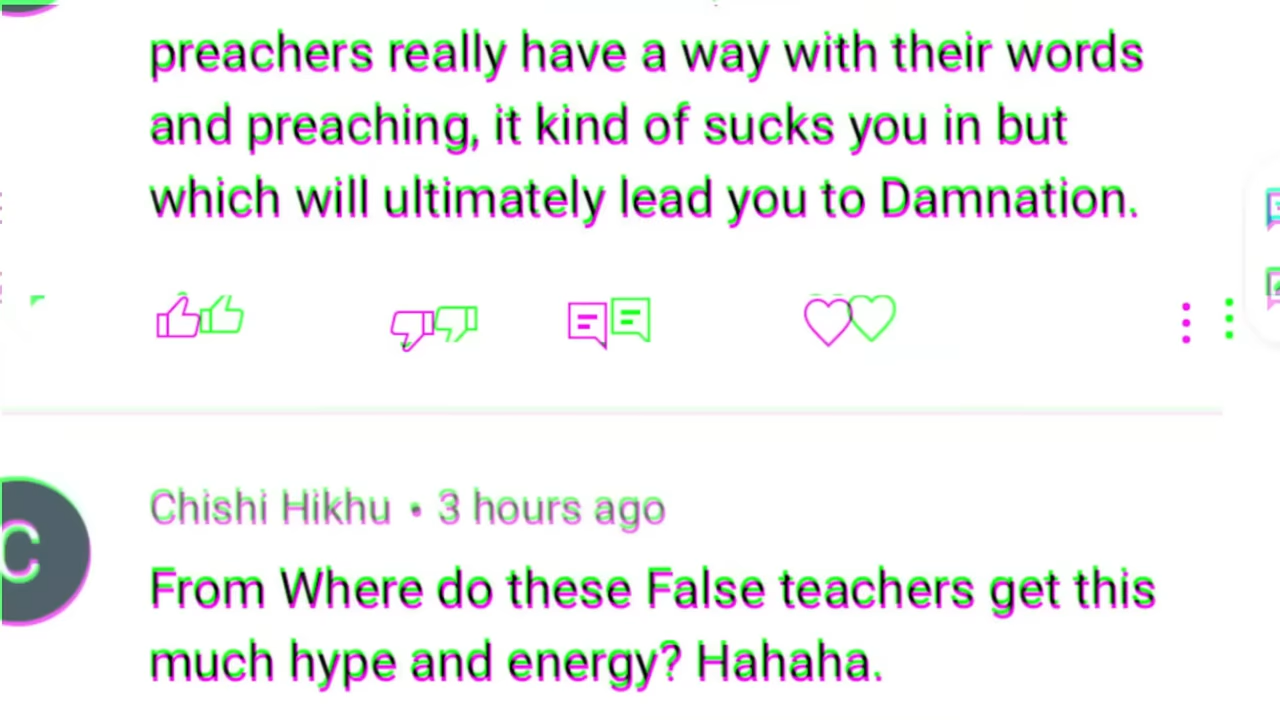 preachers really have a way with their words
and preaching, it kind of sucks you in but
which will ultimately lead you to Damnation.
C
Chishi Hikhu • 3 hours ago
From Where do these False teachers get this
much hype and energy? Hahaha.